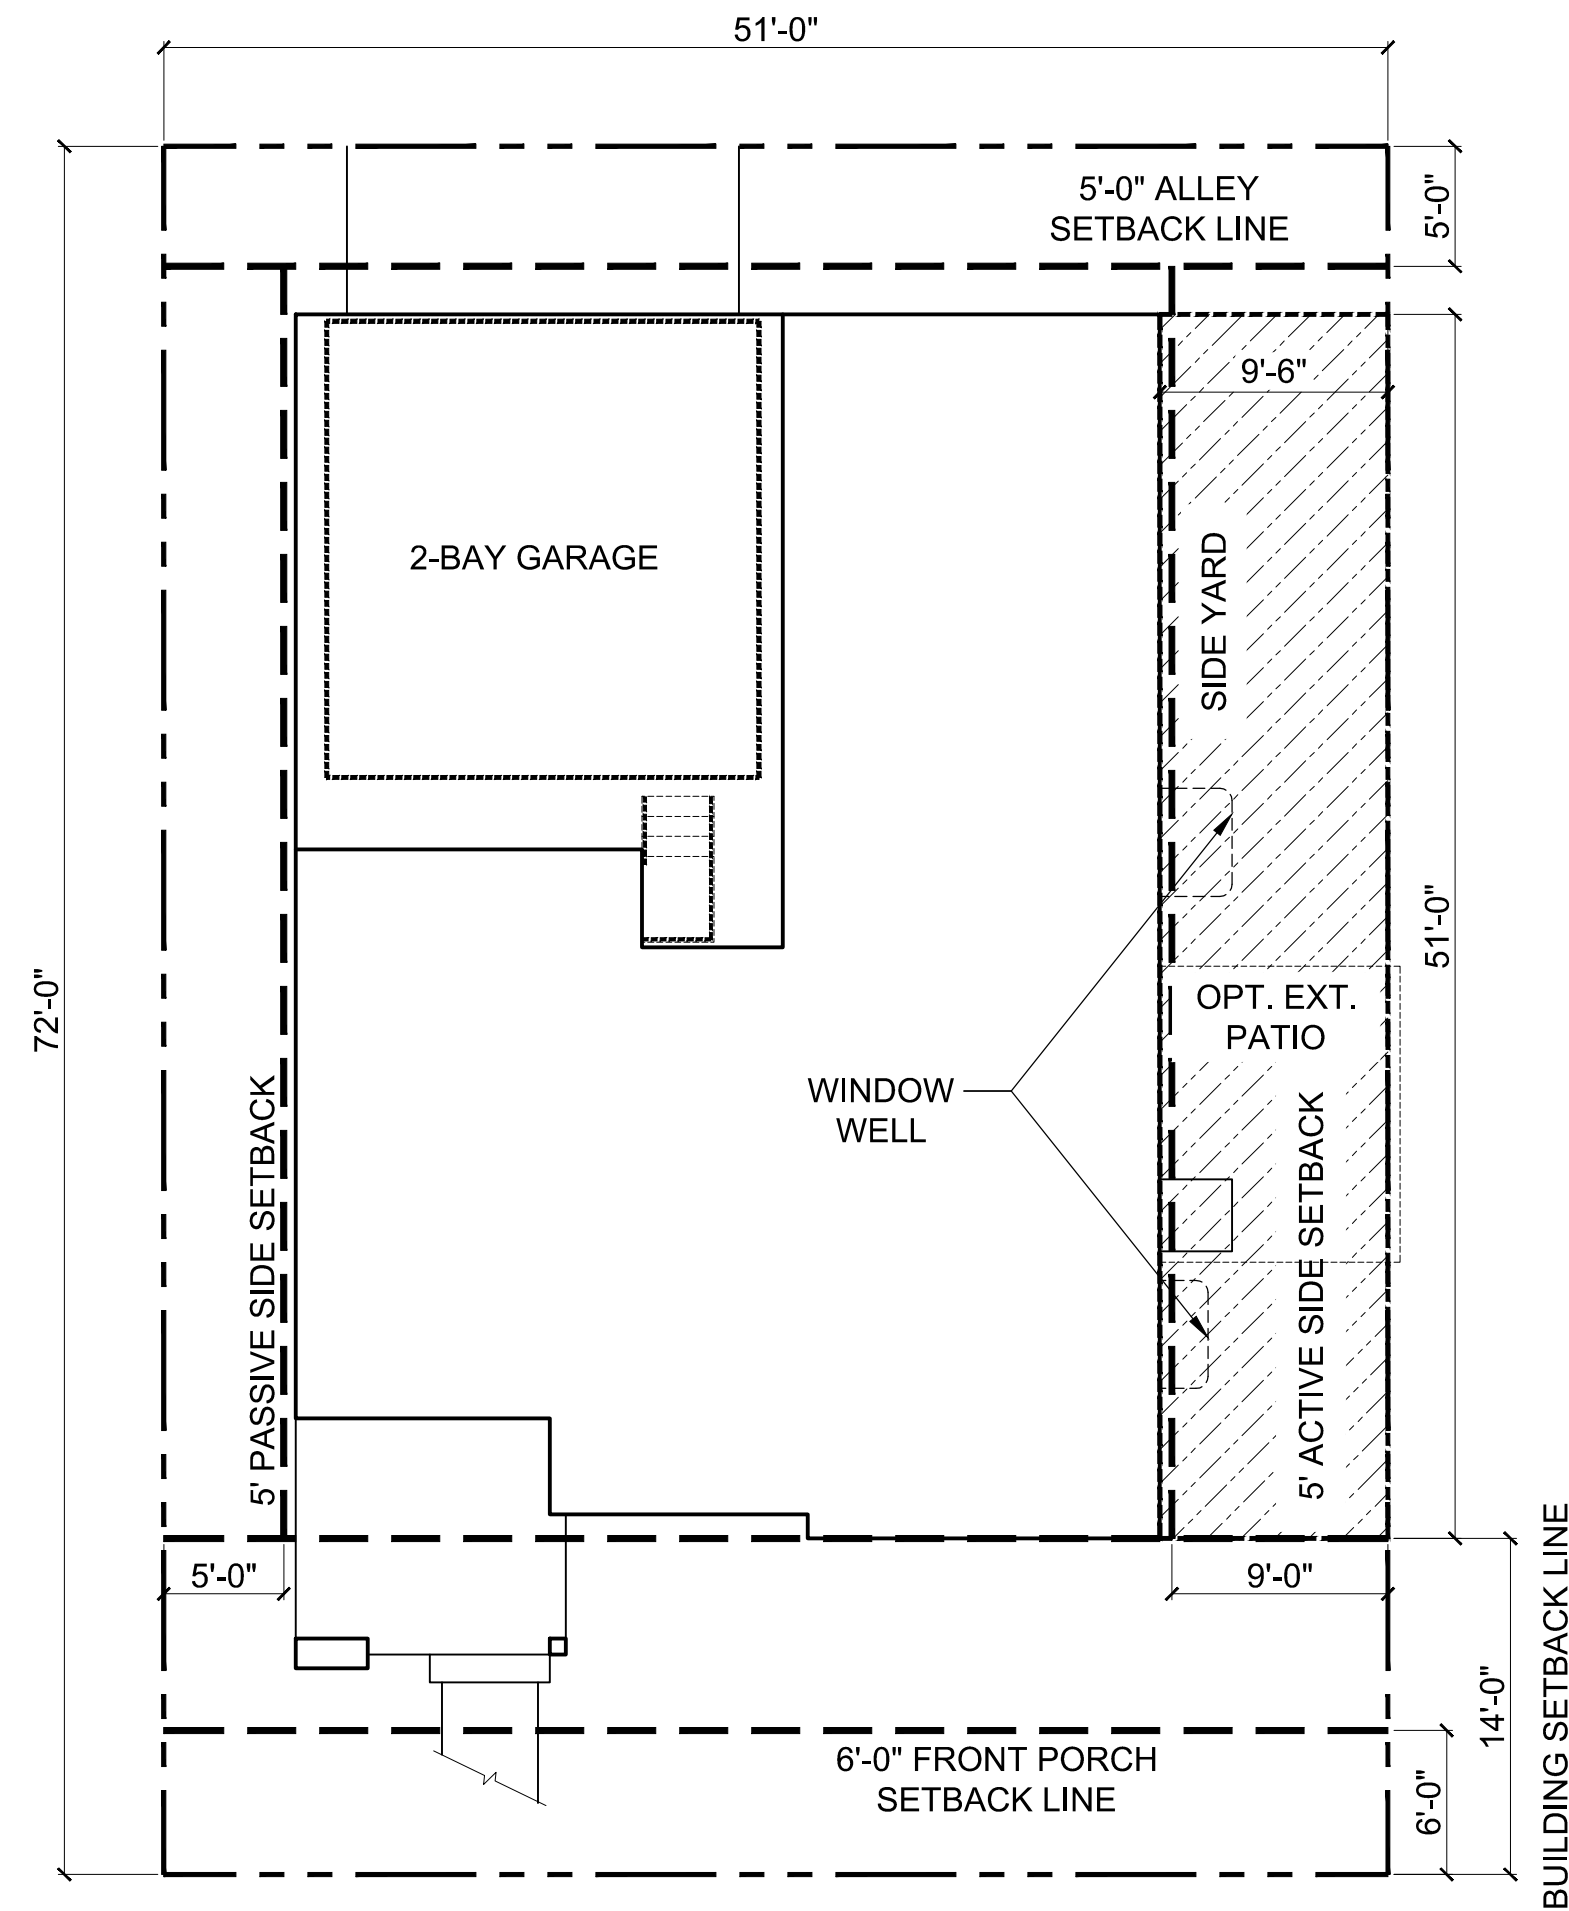 51'-0"
5'-0" ALLEY
SETBACK LINE
5'-0"
9'-6"
2-BAY GARAGE
SIDE YARD
51'-0"
72'-0"
OPT. EXT.
PATIO
WINDOW
WELL
5' PASSIVE SIDE SETBACK
5' ACTIVE SIDE SETBACK
5'-0"
9'-0"
14'-0"
BUILDING SETBACK LINE
6'-0" FRONT PORCH
SETBACK LINE
6'-0"